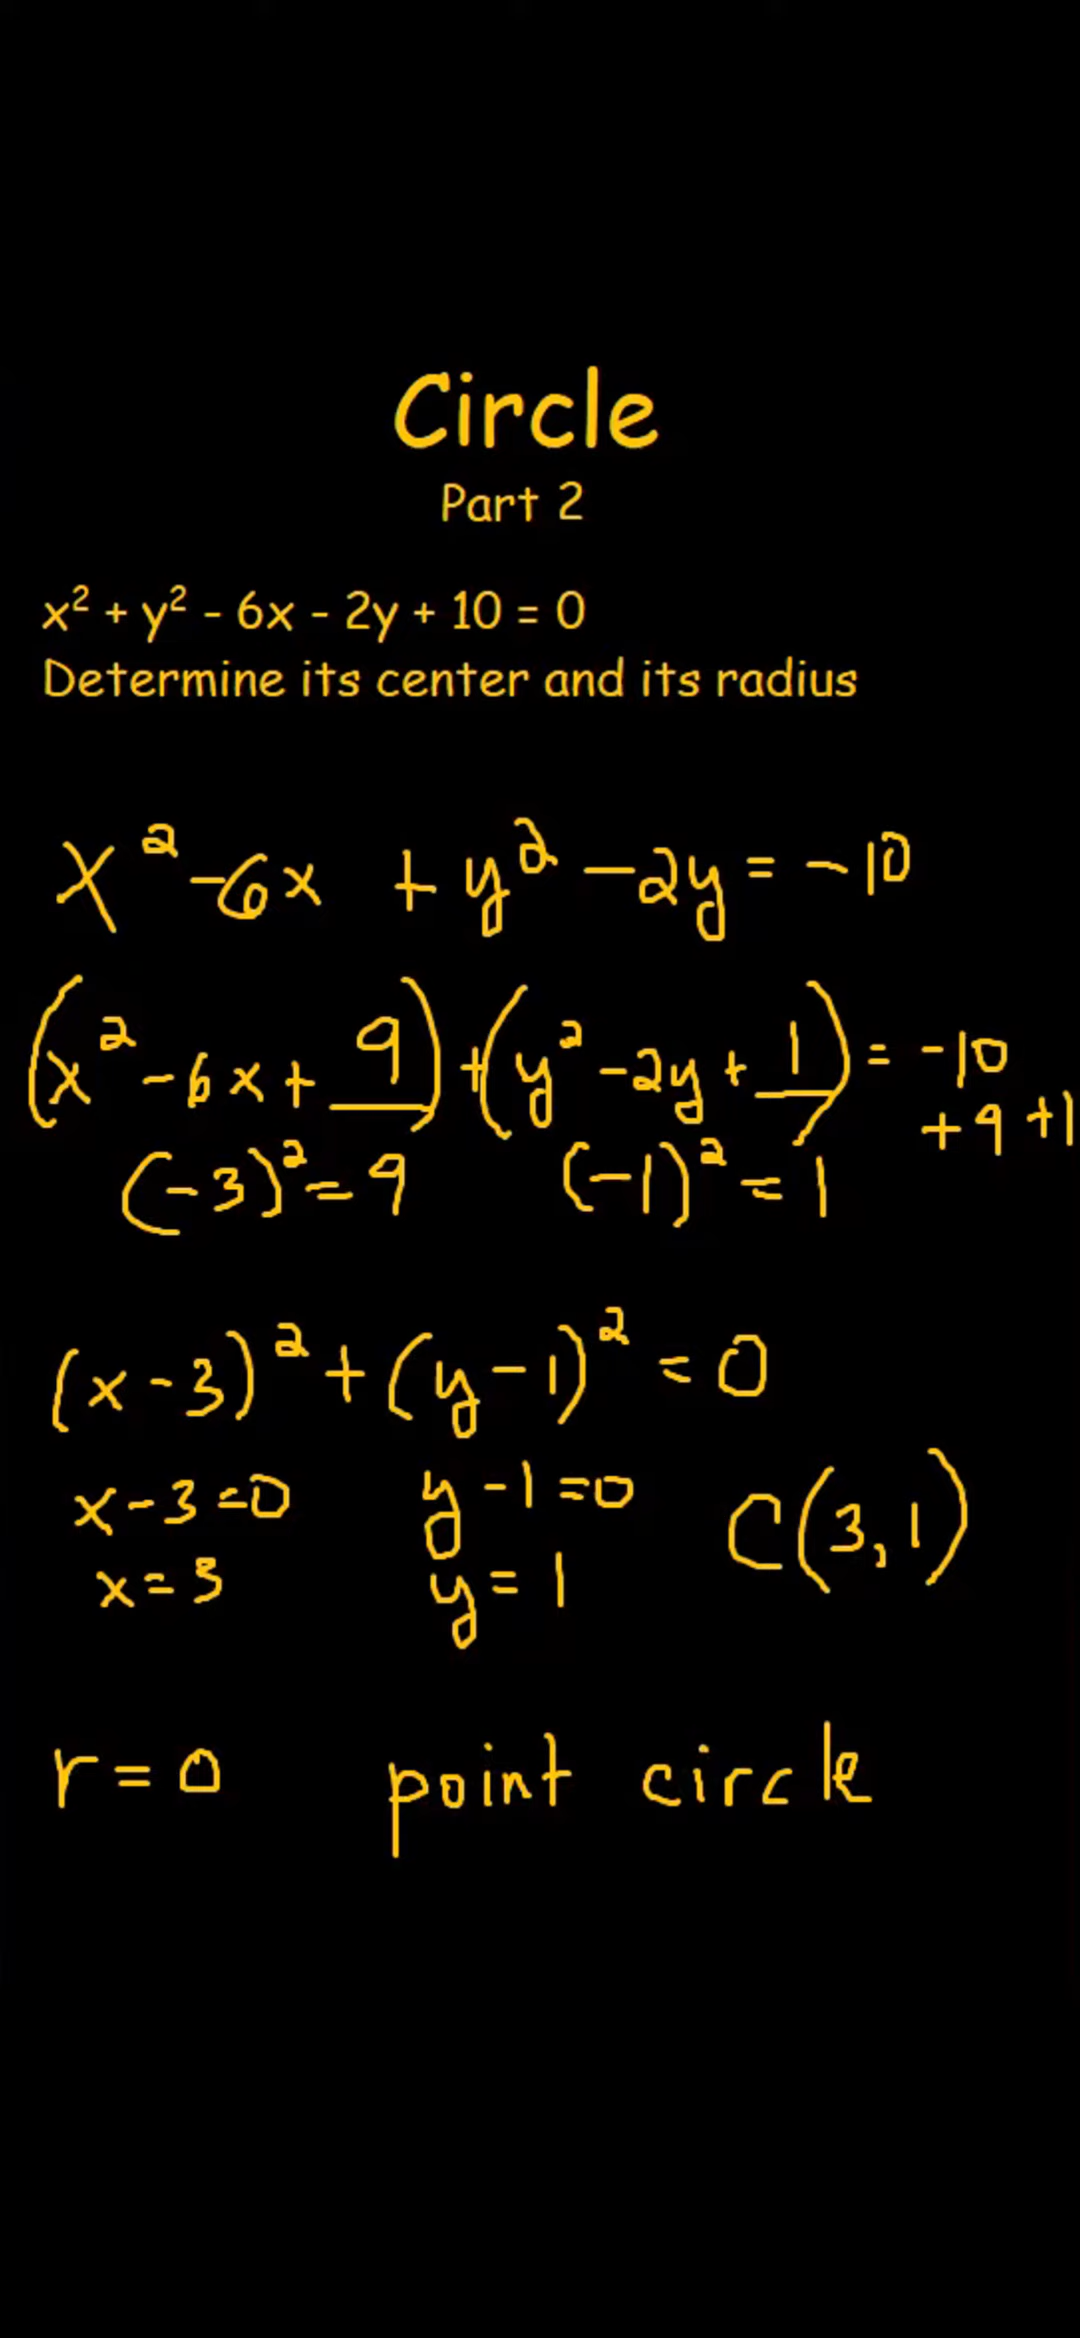 Circle
Part 2
x² + y² - 6x - 2y + 10 = 0
Determine its center and its radius
x² -6x + y² -2y = -10
(x² -6x + 9) + (y² -2y + 1) = -10
+9 +1
(-3)² = 9 (-1)² = 1
(x-3)² + (y-1)² = 0
x-3=0 y-1=0 C(3,1)
x=3 y=1
r=0 point circle